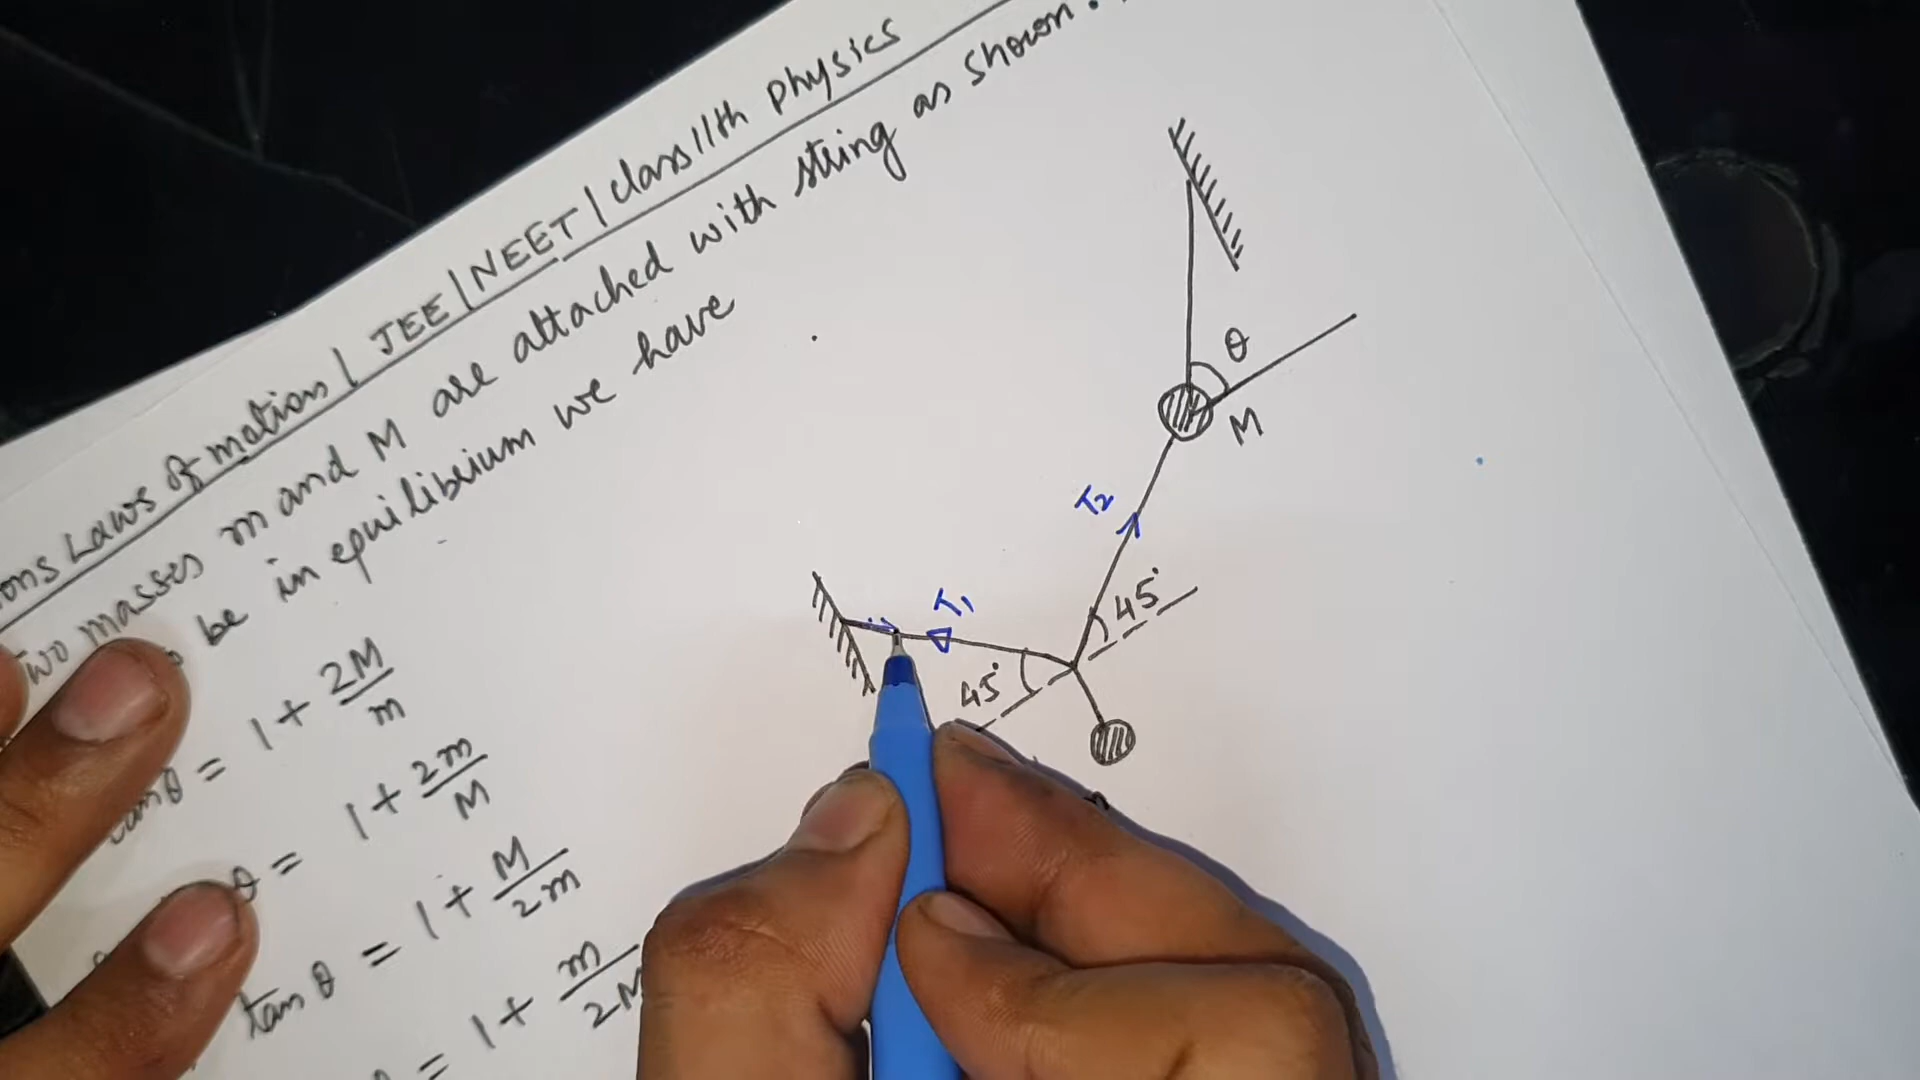 ons Laws of motion | JEE | NEET | class 11th physics
Two masses m and M are attached with string as shown.
be in equilibrium we have
tan θ = 1 + 2M/m
θ = 1 + 2m/M
tan θ = 1 + M/2m
= 1 + m/2M
θ
M
T2
45°
T1
45°